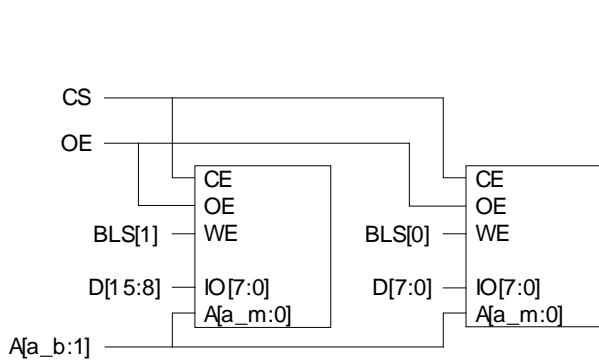 CS
OE
CE
OE
WE
IO[7:0]
A[a_m:0]
BLS[1]
D[15:8]
A[a_b:1]
CE
OE
WE
IO[7:0]
A[a_m:0]
BLS[0]
D[7:0]